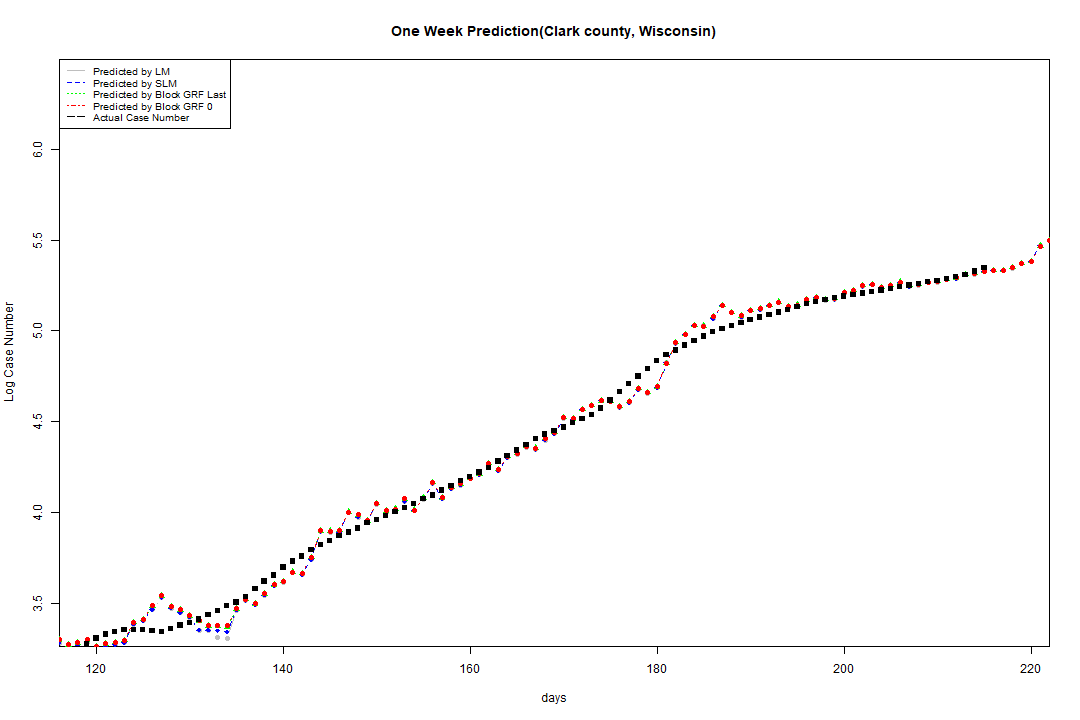 One Week Prediction(Clark county, Wisconsin)
Predicted by LM
Predicted by SLM
Predicted by Block GRF Last
Predicted by Block GRF 0
Actual Case Number
Log Case Number
6.0
5.5
5.0
4.5
4.0
3.5
120 140 160 180 200 220
days